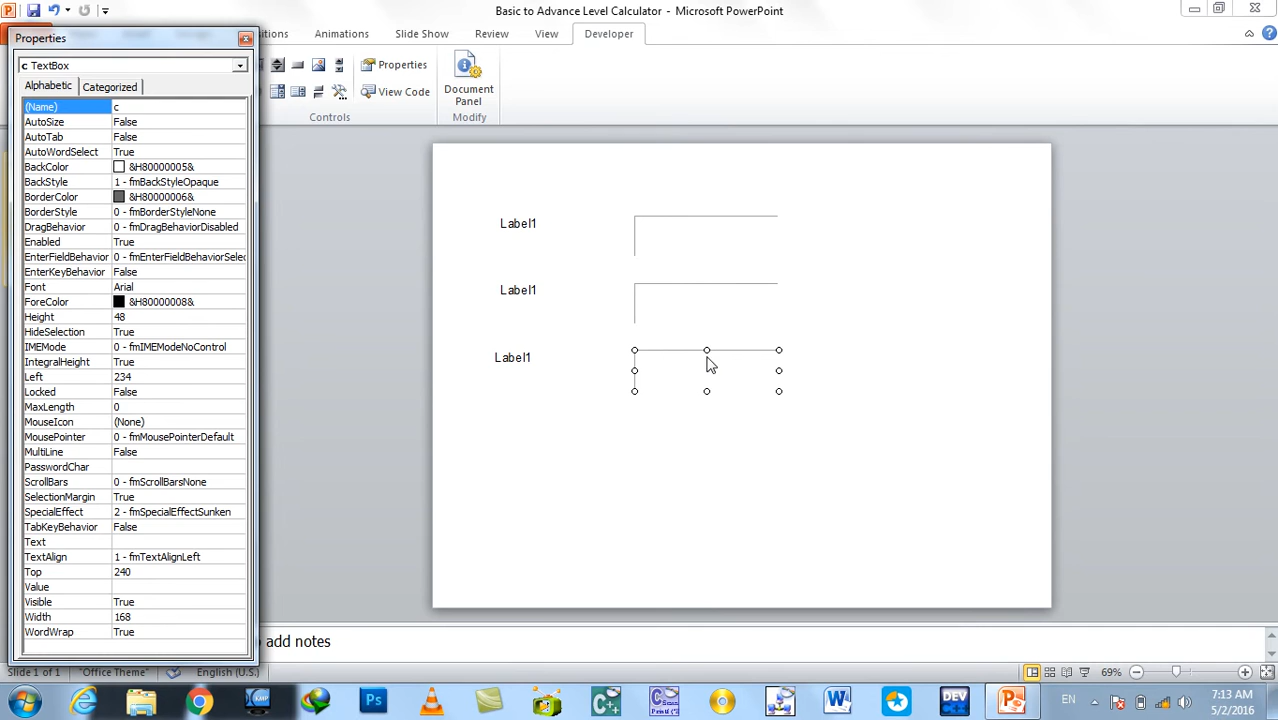 Basic to Advance Level Calculator - Microsoft PowerPoint
Properties
Animations
Slide Show
Review
View
Developer
c TextBox
Properties
Alphabetic
Categorized
View Code
Document
Panel
Controls
Modify
(Name) c
AutoSize False
AutoTab False
AutoWordSelect True
BackColor &H80000005&
BackStyle 1 - fmBackStyleOpaque
BorderColor &H80000006&
BorderStyle 0 - fmBorderStyleNone
DragBehavior 0 - fmDragBehaviorDisabled
Enabled True
EnterFieldBehavior 0 - fmEnterFieldBehaviorSelec
EnterKeyBehavior False
Font Arial
ForeColor &H80000008&
Height 48
HideSelection True
IMEMode 0 - fmIMEModeNoControl
IntegralHeight True
Left 234
Locked False
MaxLength 0
MouseIcon (None)
MousePointer 0 - fmMousePointerDefault
MultiLine False
PasswordChar
ScrollBars 0 - fmScrollBarsNone
SelectionMargin True
SpecialEffect 2 - fmSpecialEffectSunken
TabKeyBehavior False
Text
TextAlign 1 - fmTextAlignLeft
Top 240
Value
Visible True
Width 168
WordWrap True
Label1
Label1
Label1
add notes
Slide 1 of 1
"Office Theme"
English (U.S.)
69%
EN
7:13 AM
5/2/2016